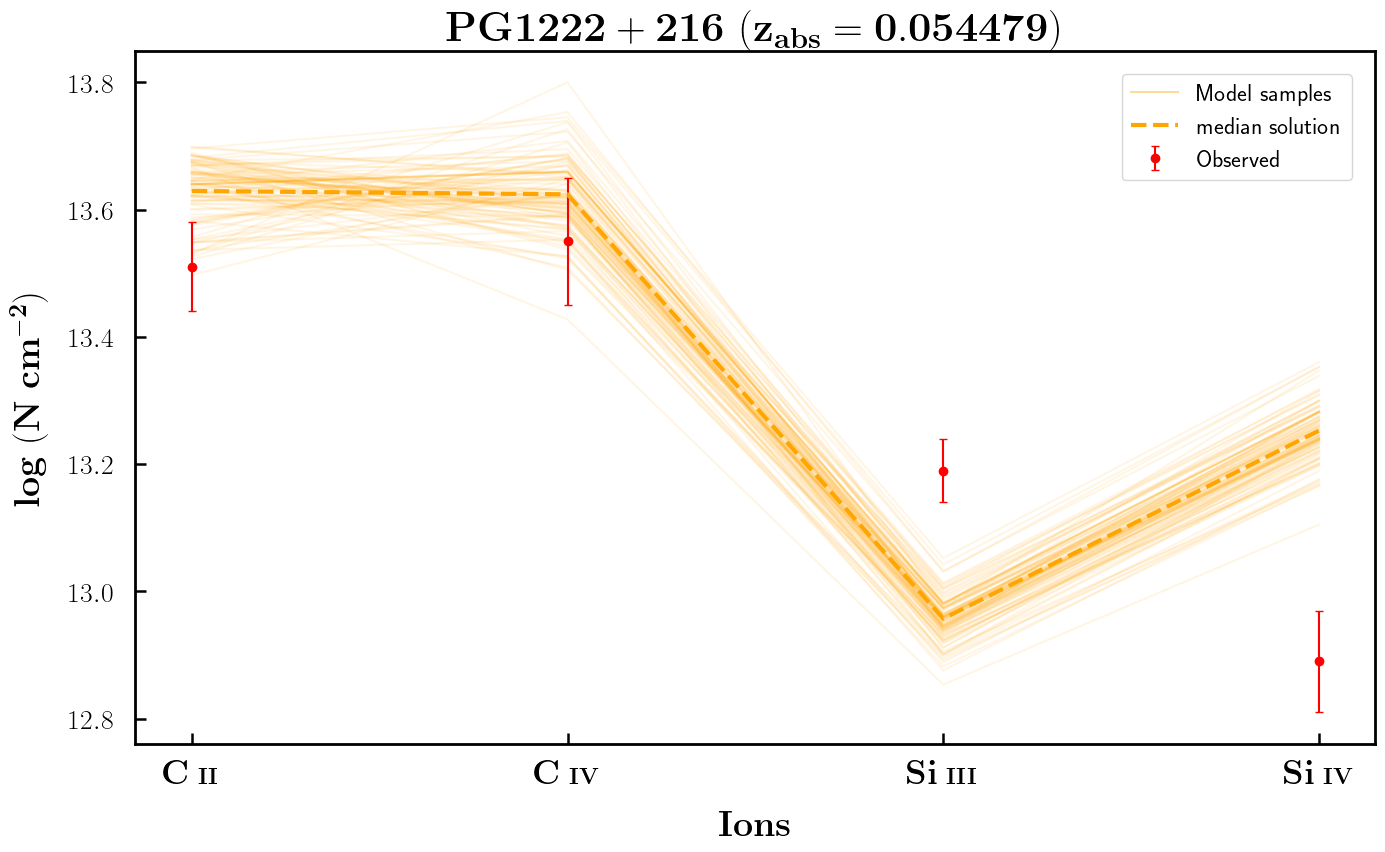 PG1222 + 216 (z_abs = 0.054479)
Model samples
median solution
Observed
13.8
13.6
13.4
13.2
13.0
12.8
log (N cm⁻²)
C II
C IV
Si III
Si IV
Ions